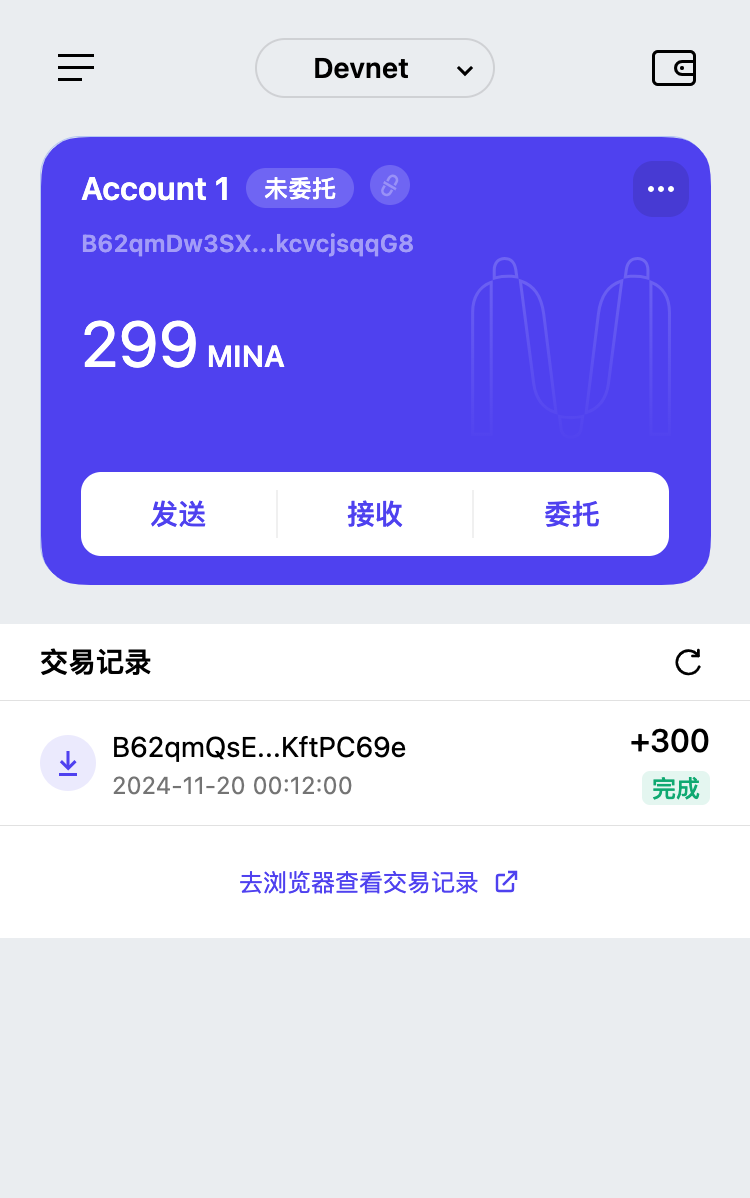 Devnet
Account 1 未委托
B62qmDw3SX...kcvcjsqqG8
299 MINA
发送 接收 委托
交易记录
B62qmQsE...KftPC69e +300
2024-11-20 00:12:00 完成
去浏览器查看交易记录